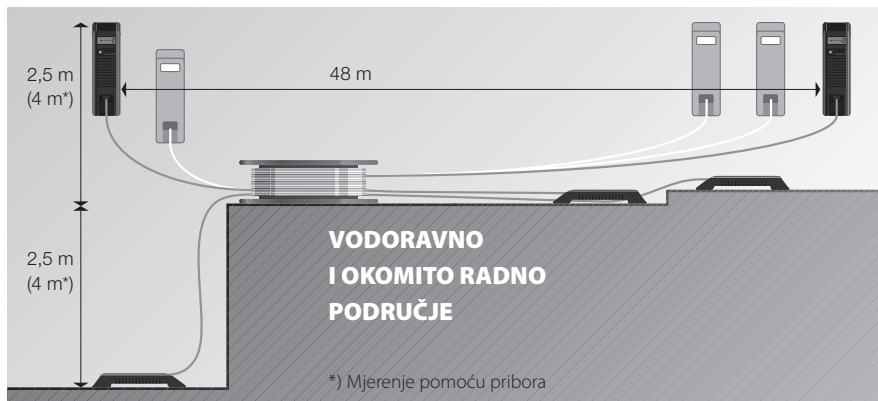 2,5 m
(4 m*)
48 m
2,5 m
(4 m*)
VODORAVNO
I OKOMITO RADNO
PODRUČJE
*) Mjerenje pomoću pribora